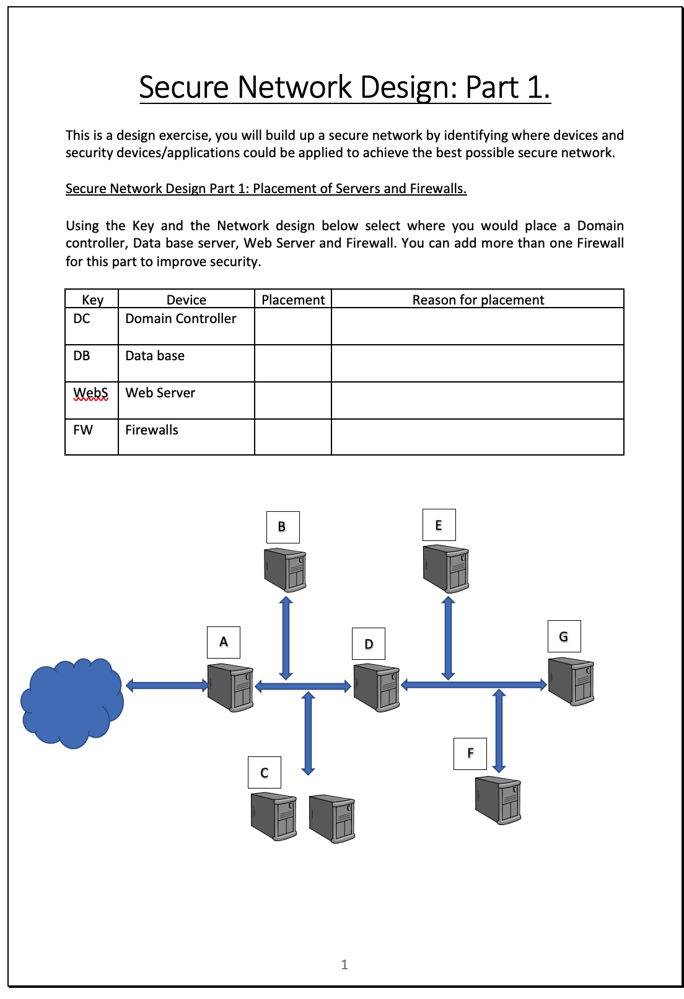 Secure Network Design: Part 1.
This is a design exercise, you will build up a secure network by identifying where devices and
security devices/applications could be applied to achieve the best possible secure network.
Secure Network Design Part 1: Placement of Servers and Firewalls.
Using the Key and the Network design below select where you would place a Domain
controller, Data base server, Web Server and Firewall. You can add more than one Firewall
for this part to improve security.
Key Device Placement Reason for placement
DC Domain Controller
DB Data base
WebS Web Server
FW Firewalls
B
E
A
D
G
C
F
1